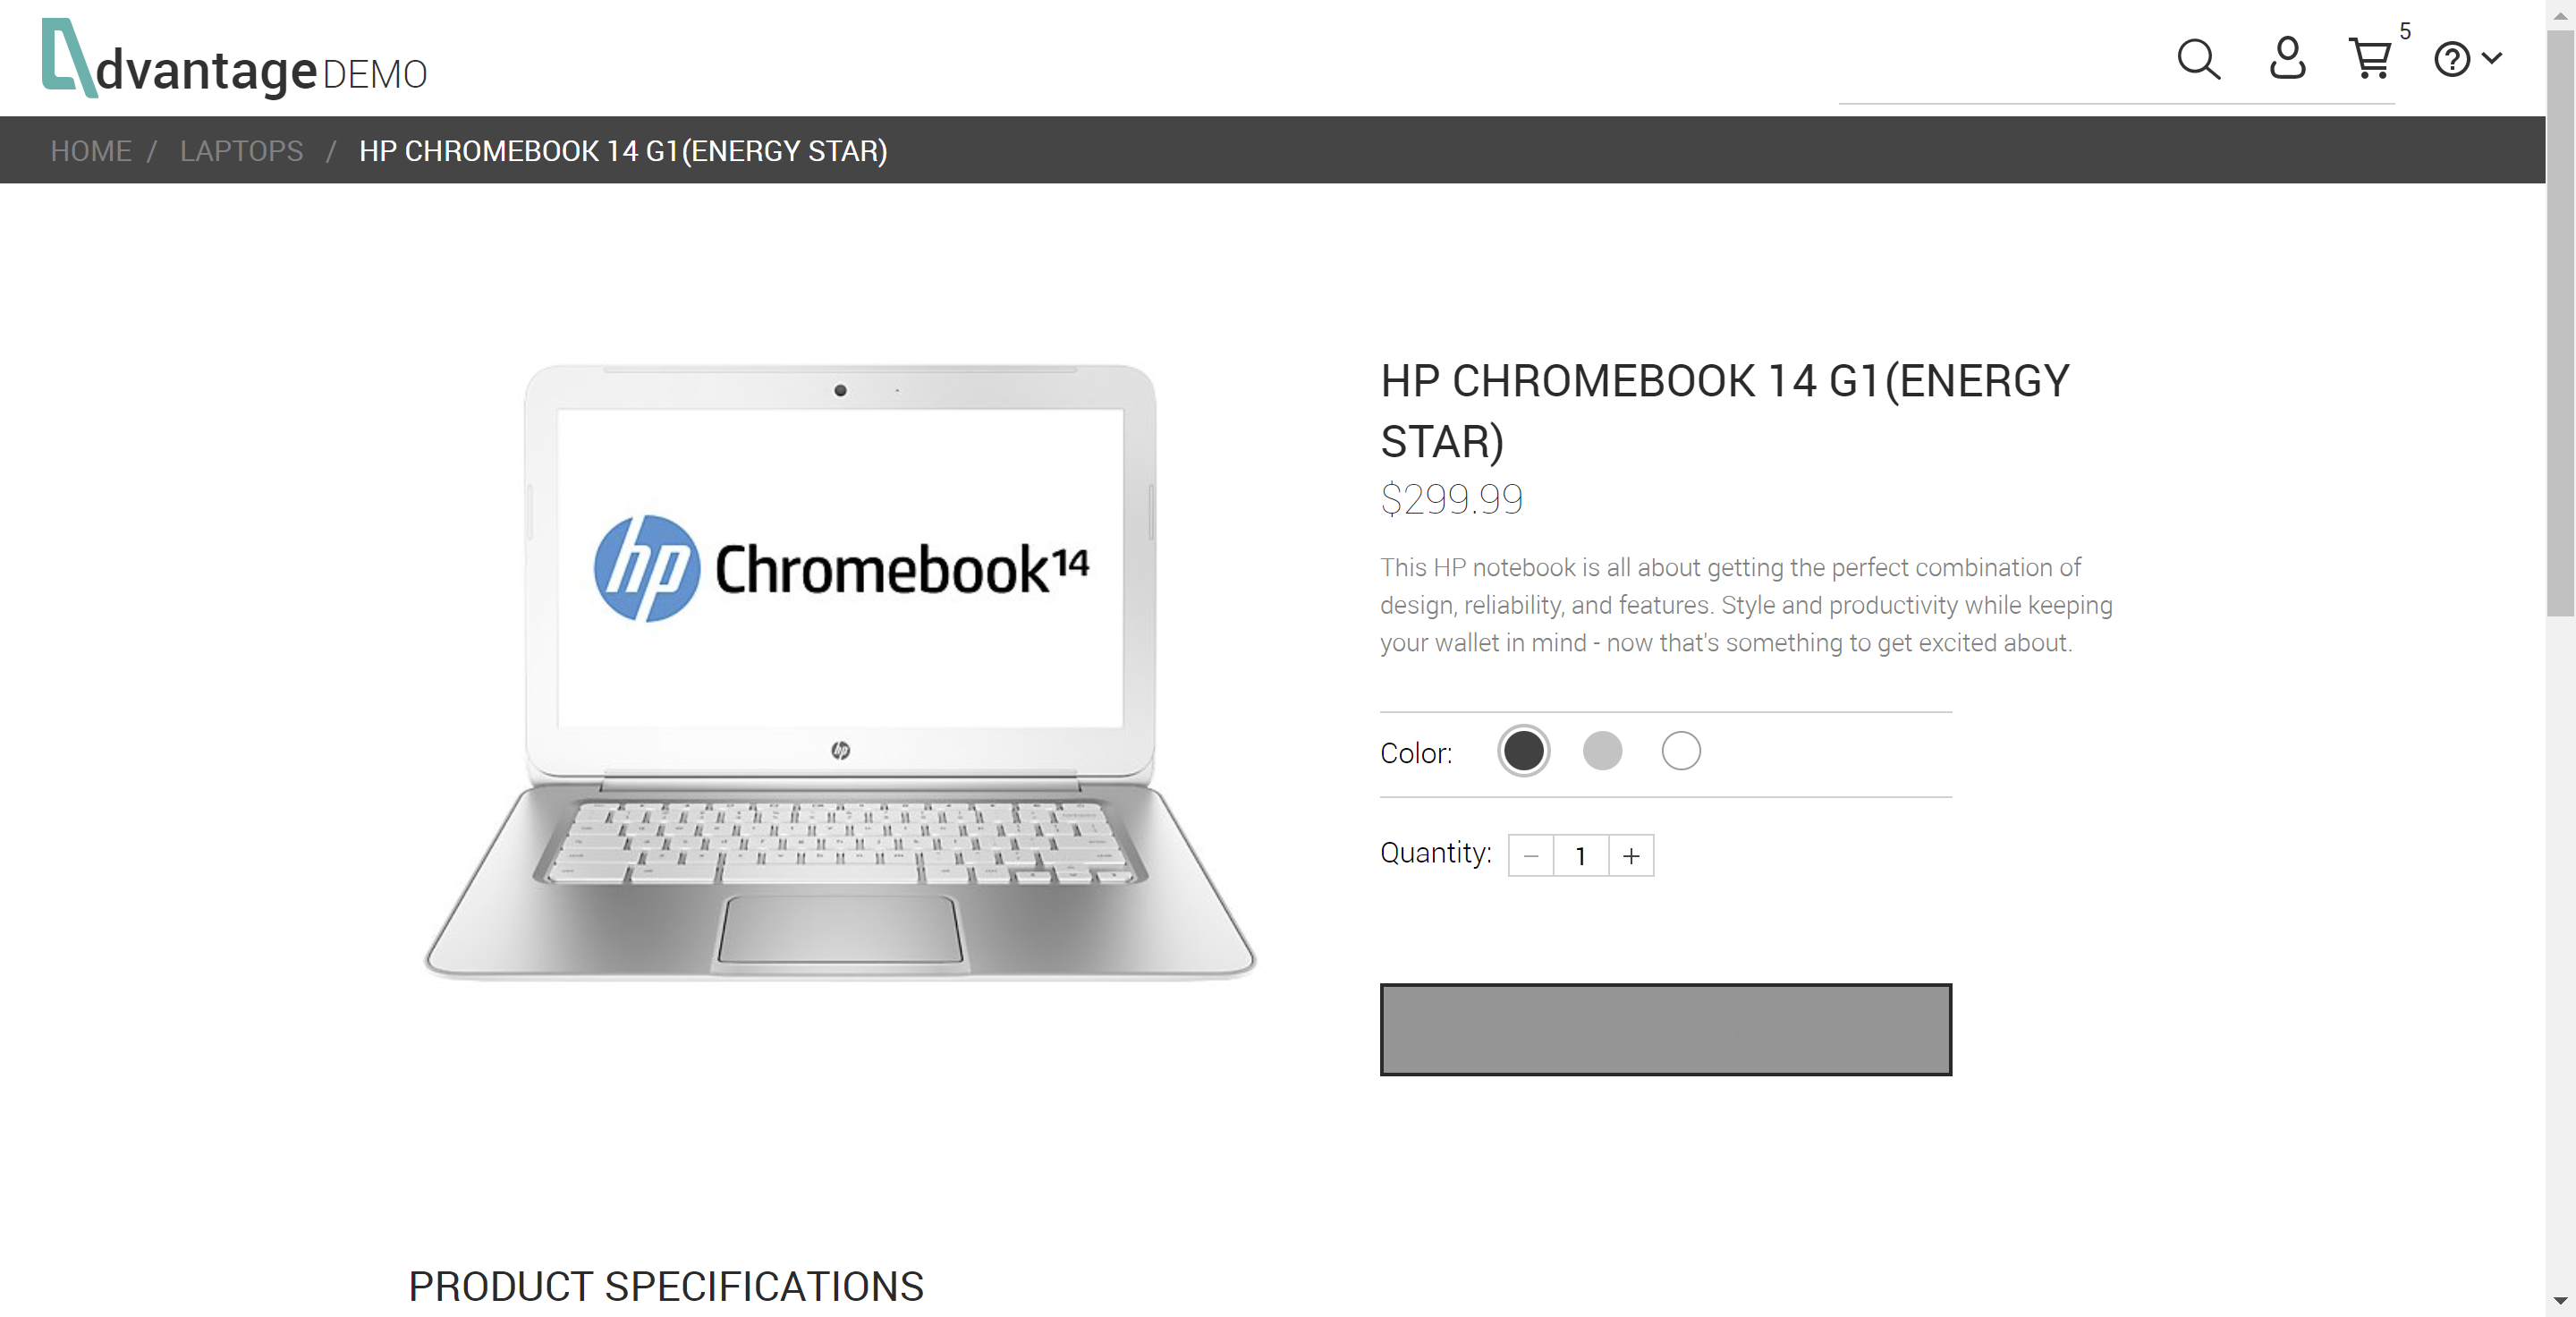 dvantage DEMO
5
HOME / LAPTOPS / HP CHROMEBOOK 14 G1(ENERGY STAR)
hp Chromebook14
hp
HP CHROMEBOOK 14 G1(ENERGY
STAR)
$299.99
This HP notebook is all about getting the perfect combination of
design, reliability, and features. Style and productivity while keeping
your wallet in mind - now that's something to get excited about.
Color:
Quantity: − 1 +
PRODUCT SPECIFICATIONS